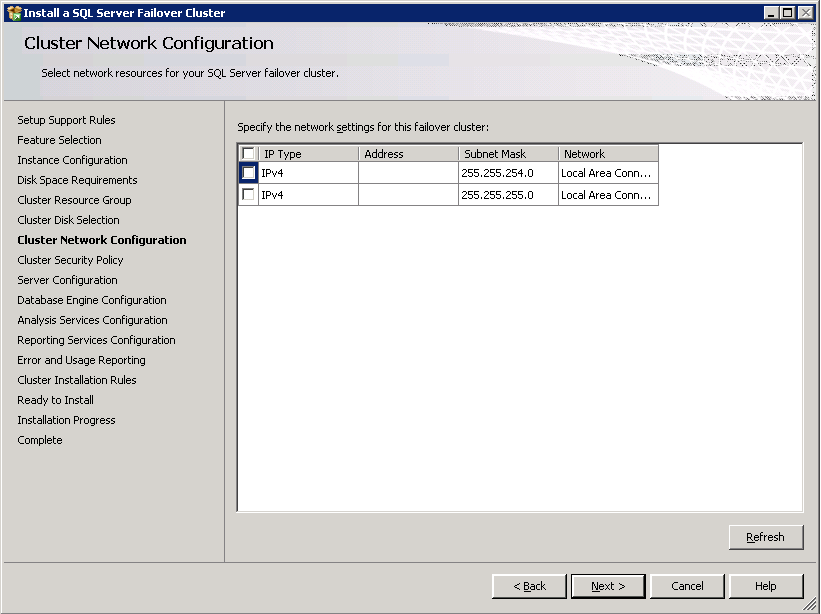 Install a SQL Server Failover Cluster
Cluster Network Configuration
Select network resources for your SQL Server failover cluster.
Setup Support Rules
Feature Selection
Instance Configuration
Disk Space Requirements
Cluster Resource Group
Cluster Disk Selection
Cluster Network Configuration
Cluster Security Policy
Server Configuration
Database Engine Configuration
Analysis Services Configuration
Reporting Services Configuration
Error and Usage Reporting
Cluster Installation Rules
Ready to Install
Installation Progress
Complete
Specify the network settings for this failover cluster:
IP Type Address Subnet Mask Network
IPv4 255.255.254.0 Local Area Conn...
IPv4 255.255.255.0 Local Area Conn...
Refresh
< Back Next > Cancel Help